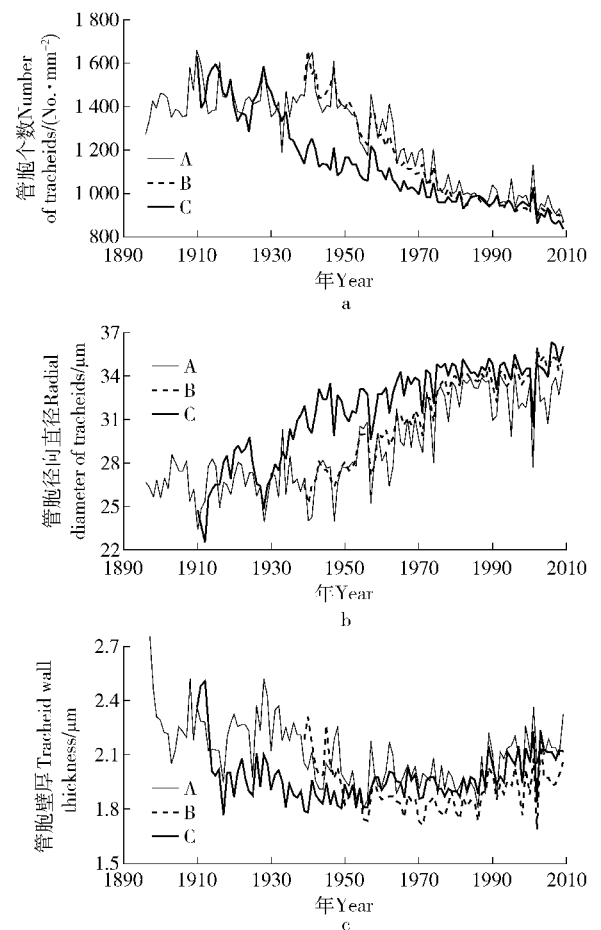 管胞个数Number
of tracheids/(No.·mm⁻²)
1 800
1 600
1 400
1 200
1 000
800
A
B
C
1890 1910 1930 1950 1970 1990 2010
年Year
a
管胞径向直径Radial
diameter of tracheids/μm
37
34
31
28
25
22
A
B
C
1890 1910 1930 1950 1970 1990 2010
年Year
b
管胞壁厚Tracheid wall
thickness/μm
2.7
2.4
2.1
1.8
1.5
A
B
C
1890 1910 1930 1950 1970 1990 2010
年Year
c